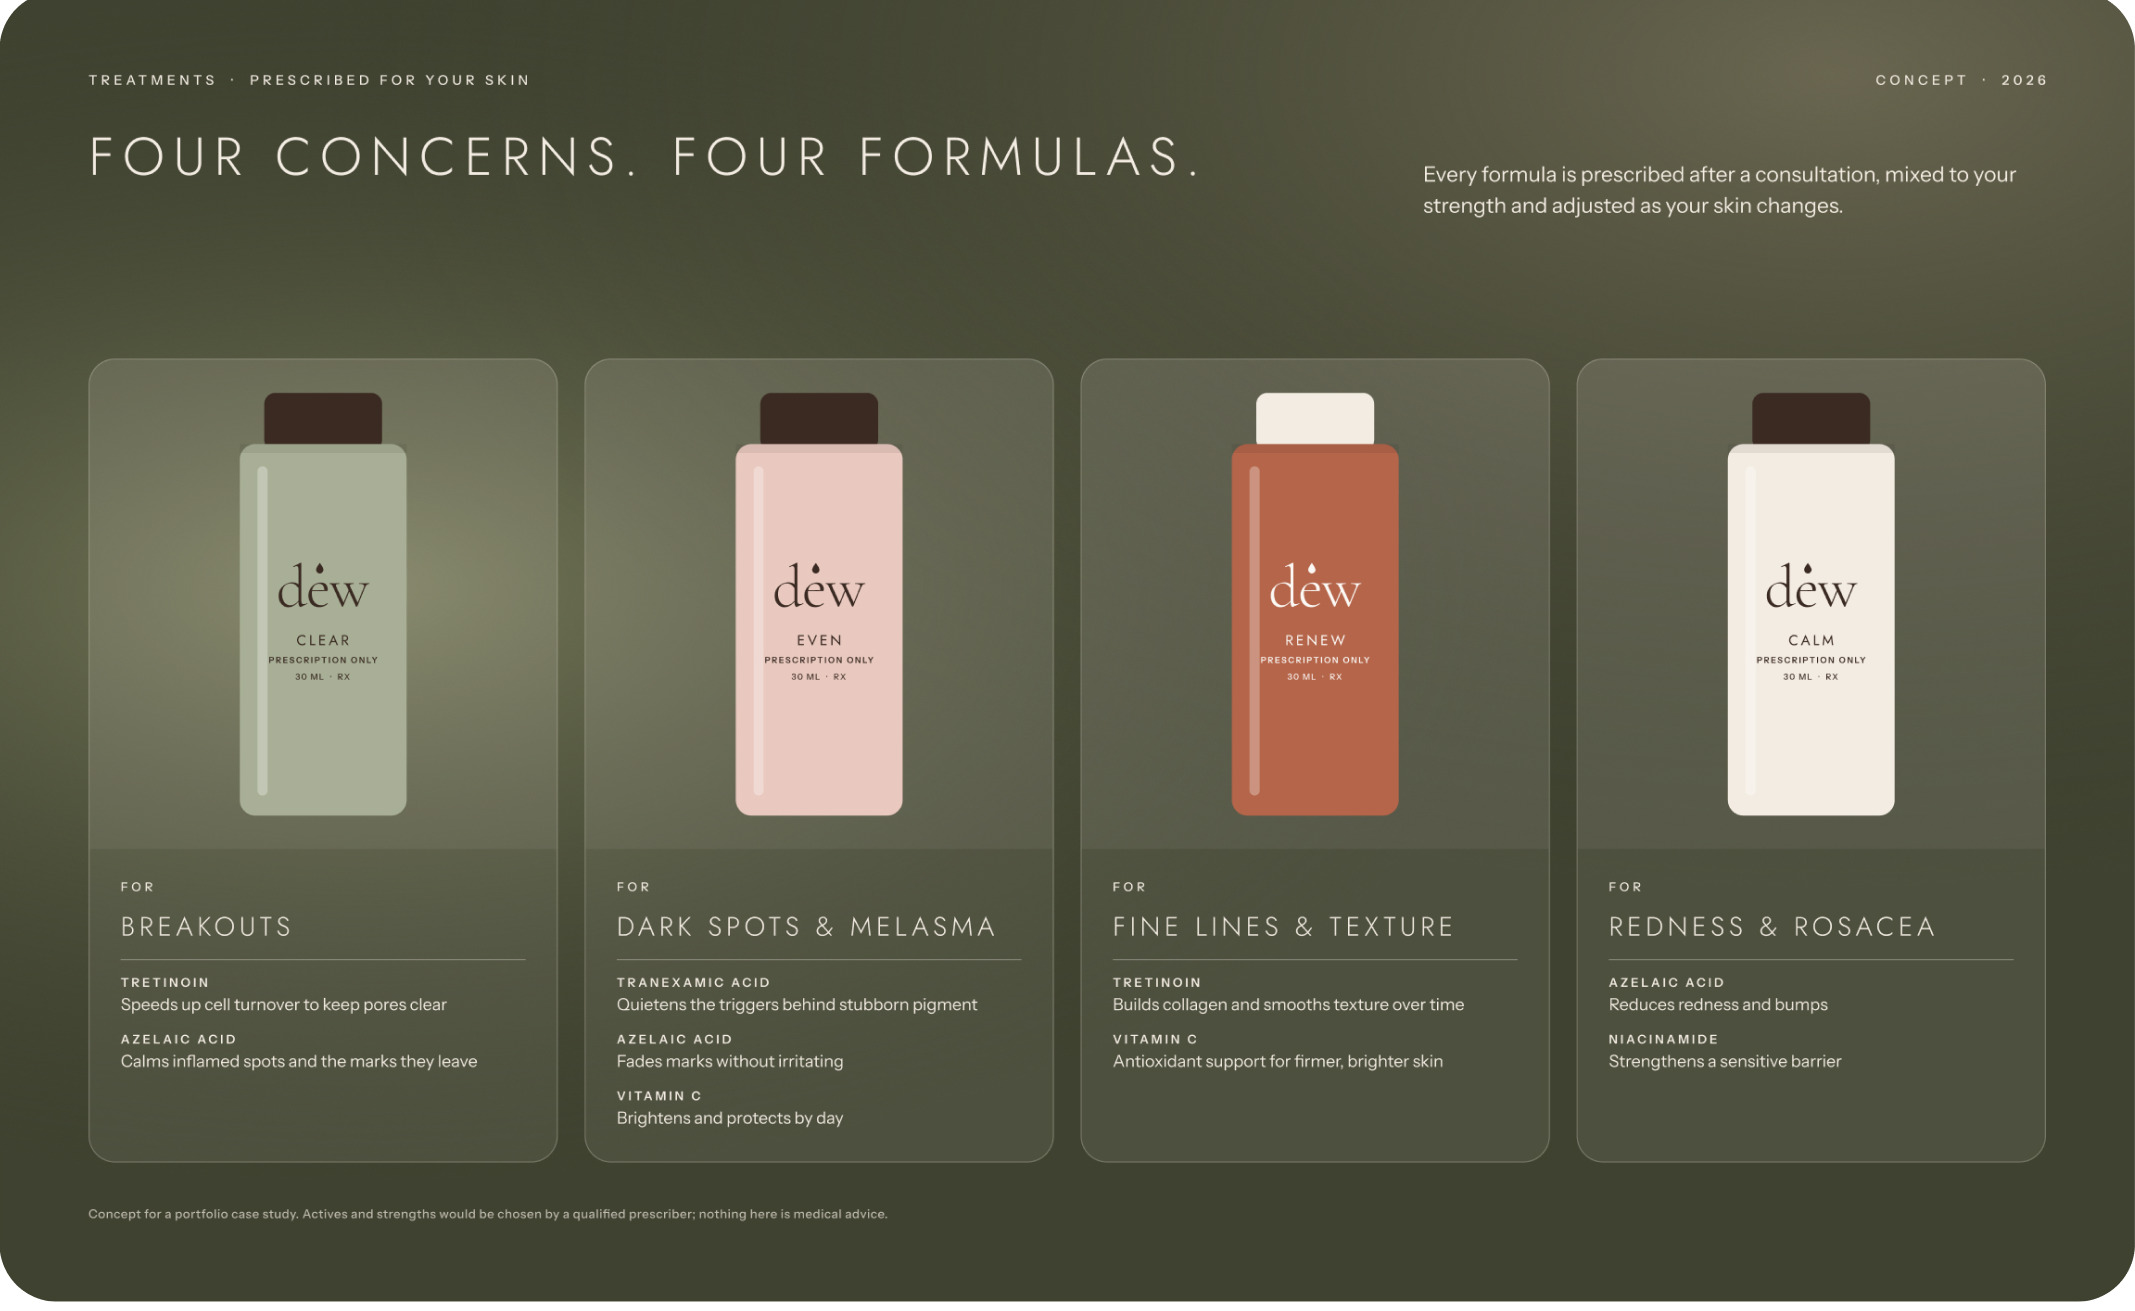 TREATMENTS · PRESCRIBED FOR YOUR SKIN
CONCEPT · 2026
FOUR CONCERNS. FOUR FORMULAS.
Every formula is prescribed after a consultation, mixed to your
strength and adjusted as your skin changes.
dew
CLEAR
PRESCRIPTION ONLY
30 ML · RX
FOR
BREAKOUTS
TRETINOIN
Speeds up cell turnover to keep pores clear
AZELAIC ACID
Calms inflamed spots and the marks they leave
dew
EVEN
PRESCRIPTION ONLY
30 ML · RX
FOR
DARK SPOTS & MELASMA
TRANEXAMIC ACID
Quietens the triggers behind stubborn pigment
AZELAIC ACID
Fades marks without irritating
VITAMIN C
Brightens and protects by day
dew
RENEW
PRESCRIPTION ONLY
30 ML · RX
FOR
FINE LINES & TEXTURE
TRETINOIN
Builds collagen and smooths texture over time
VITAMIN C
Antioxidant support for firmer, brighter skin
dew
CALM
PRESCRIPTION ONLY
30 ML · RX
FOR
REDNESS & ROSACEA
AZELAIC ACID
Reduces redness and bumps
NIACINAMIDE
Strengthens a sensitive barrier
Concept for a portfolio case study. Actives and strengths would be chosen by a qualified prescriber; nothing here is medical advice.